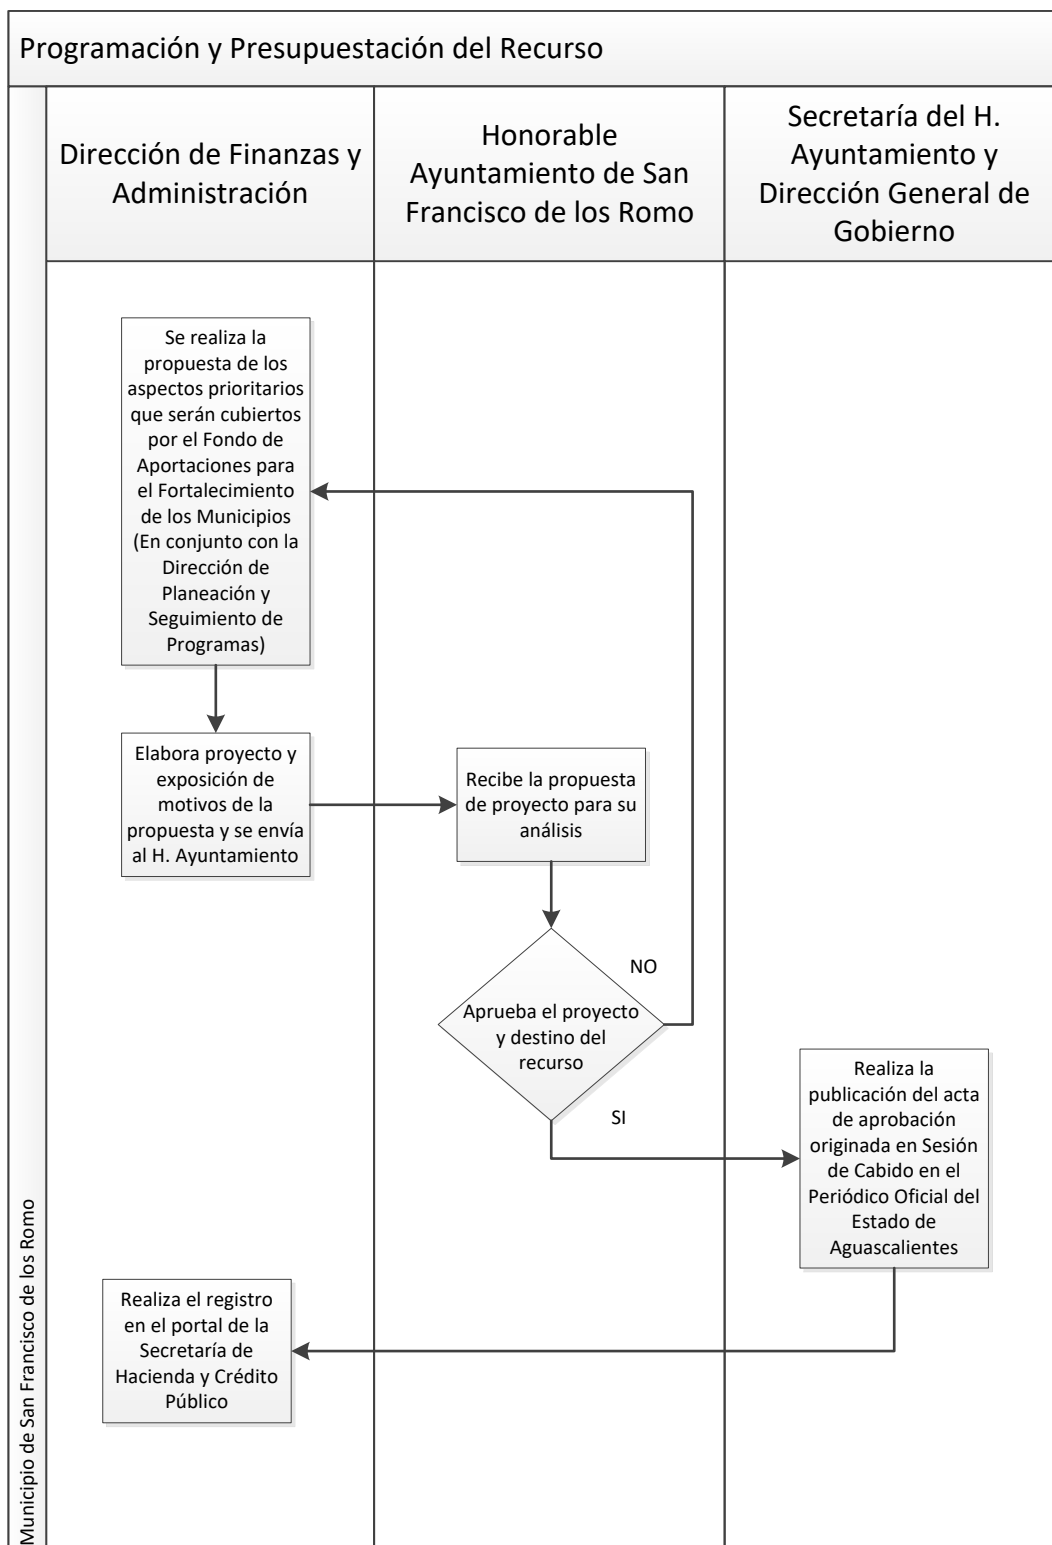 Programación y Presupuestación del Recurso
Dirección de Finanzas y
Administración
Honorable
Ayuntamiento de San
Francisco de los Romo
Secretaría del H.
Ayuntamiento y
Dirección General de
Gobierno
Municipio de San Francisco de los Romo
Se realiza la
propuesta de los
aspectos prioritarios
que serán cubiertos
por el Fondo de
Aportaciones para
el Fortalecimiento
de los Municipios
(En conjunto con la
Dirección de
Planeación y
Seguimiento de
Programas)
Elabora proyecto y
exposición de
motivos de la
propuesta y se envía
al H. Ayuntamiento
Recibe la propuesta
de proyecto para su
análisis
NO
Aprueba el proyecto
y destino del
recurso
SI
Realiza la
publicación del acta
de aprobación
originada en Sesión
de Cabido en el
Periódico Oficial del
Estado de
Aguascalientes
Realiza el registro
en el portal de la
Secretaría de
Hacienda y Crédito
Público